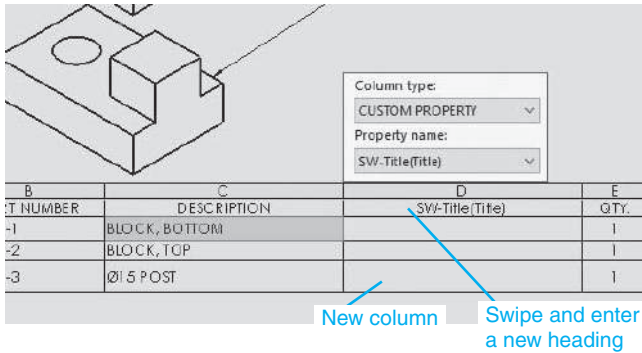 Column type:
CUSTOM PROPERTY
Property name:
SW-Title(Title)
B C D E
T NUMBER DESCRIPTION SW-Title(Title) QTY.
-1 BLOCK, BOTTOM 1
-2 BLOCK, TOP 1
-3 Ø15 POST 1
New column
Swipe and enter
a new heading